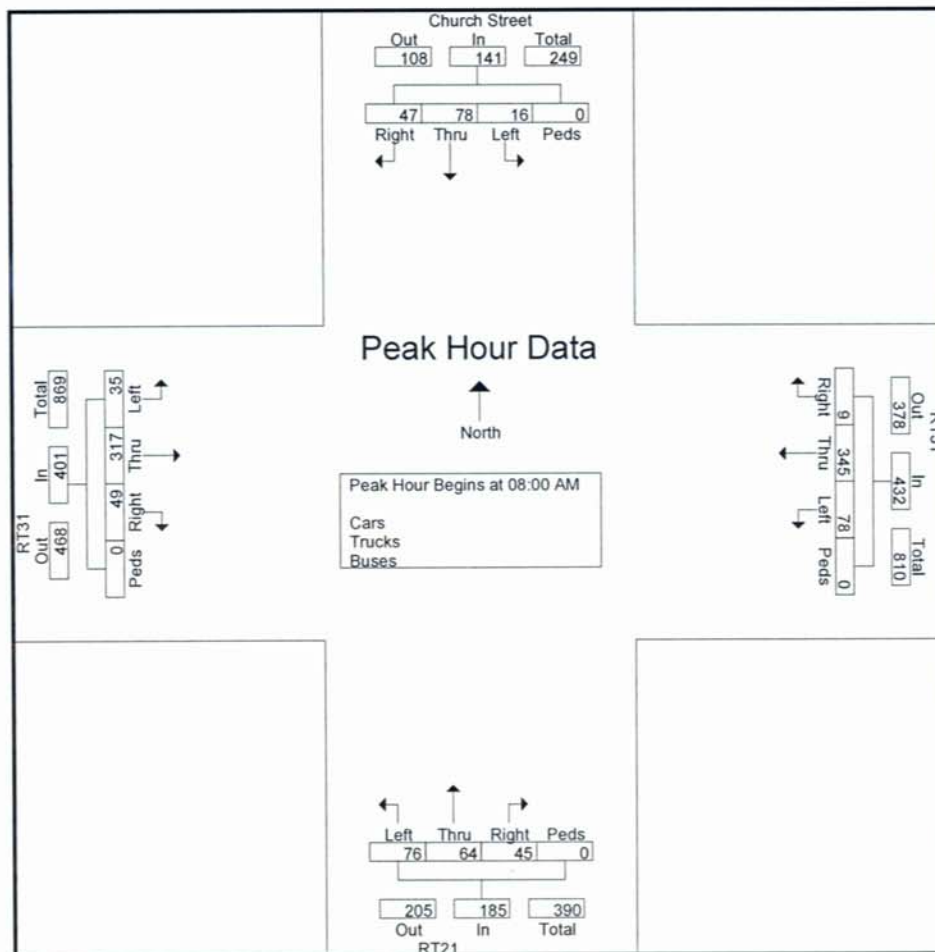 Church Street
Out In Total
108 141 249
47 78 16 0
Right Thru Left Peds
Peak Hour Data
North
Peak Hour Begins at 08:00 AM
Cars
Trucks
Buses
RT31
Out In Total
468 401 869
35 317 49 0
Left Thru Right Peds
Out In Total
378 432 810
9 345 78 0
Right Thru Left Peds
Left Thru Right Peds
76 64 45 0
205 185 390
Out In Total
RT21